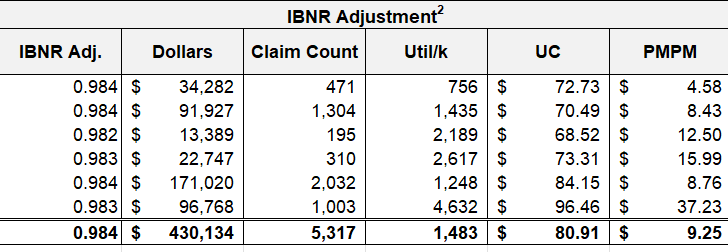 IBNR Adjustment2
IBNR Adj. Dollars Claim Count Util/k UC PMPM
0.984 $ 34,282 471 756 $ 72.73 $ 4.58
0.984 $ 91,927 1,304 1,435 $ 70.49 $ 8.43
0.982 $ 13,389 195 2,189 $ 68.52 $ 12.50
0.983 $ 22,747 310 2,617 $ 73.31 $ 15.99
0.984 $ 171,020 2,032 1,248 $ 84.15 $ 8.76
0.983 $ 96,768 1,003 4,632 $ 96.46 $ 37.23
0.984 $ 430,134 5,317 1,483 $ 80.91 $ 9.25